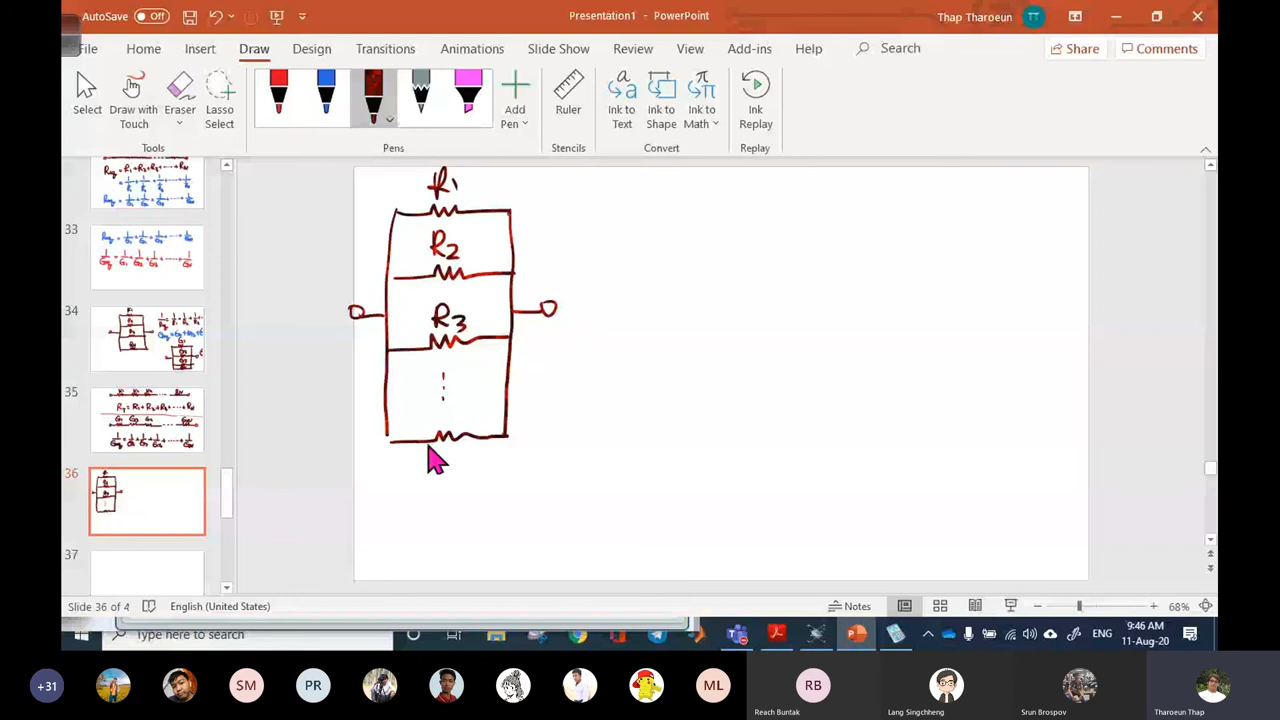 AutoSave Off
Presentation1 - PowerPoint
Thap Tharoeun TT
File Home Insert Draw Design Transitions Animations Slide Show Review View Add-ins Help Search Share Comments
Select Draw with Touch Eraser Lasso Select Add Pen Ruler Ink to Text Ink to Shape Ink to Math Ink Replay
Tools Pens Stencils Convert Replay
33
34
35
36
37
R1
R2
R3
Slide 36 of 4 English (United States) Notes 68%
Type here to search
ENG
9:46 AM
11-Aug-20
+31 SM PR ML RB
Reach Buntak Lang Singchheng Srun Brospov Tharoeun Thap